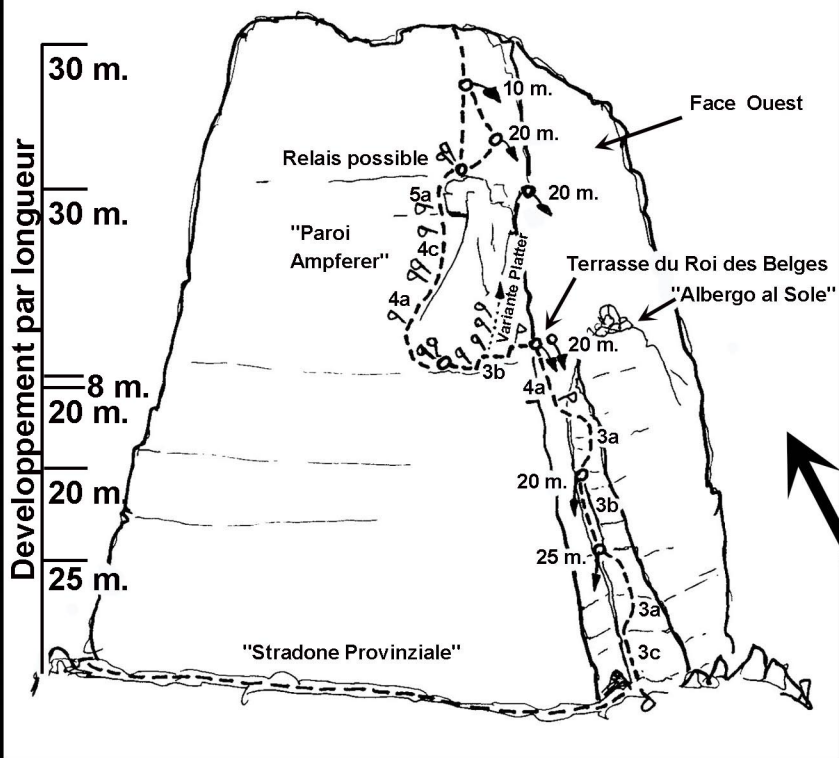 Developpement par longueur
30 m.
30 m.
8 m.
20 m.
20 m.
25 m.
10 m.
20 m.
Face Ouest
Relais possible
5a
20 m.
"Paroi
Ampferer"
4c
Variante Platter
Terrasse du Roi des Belges
"Albergo al Sole"
4a
20 m.
3b
4a
3a
20 m.
3b
25 m.
3a
"Stradone Provinziale"
3c